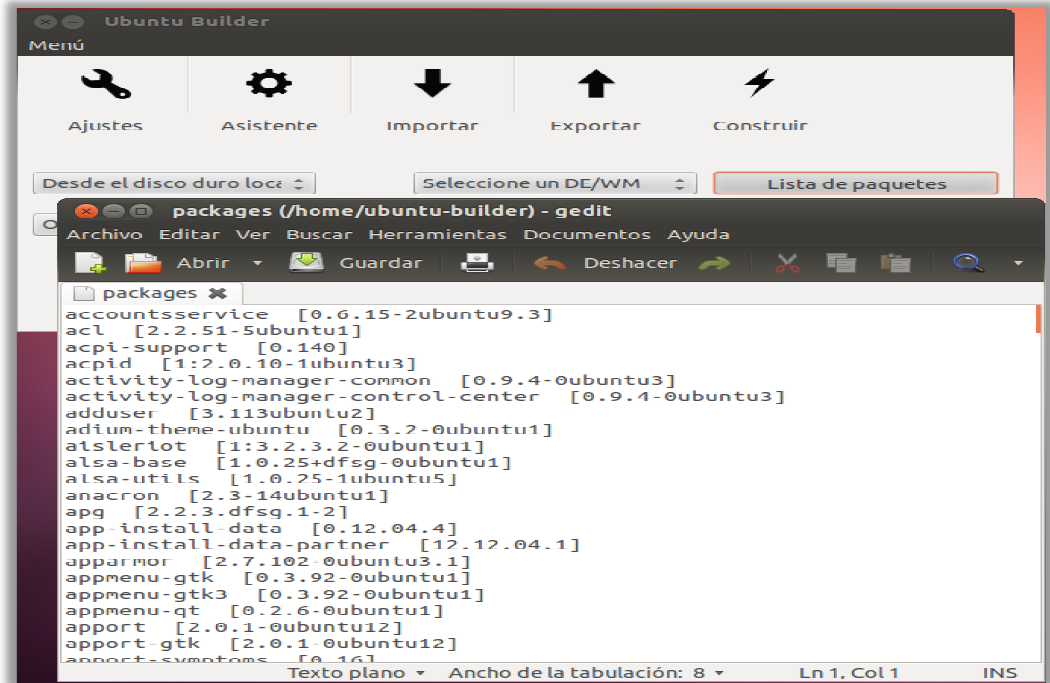 Ubuntu Builder
Menú
Ajustes Asistente Importar Exportar Construir
Desde el disco duro loca Seleccione un DE/WM Lista de paquetes
packages (/home/ubuntu-builder) - gedit
Archivo Editar Ver Buscar Herramientas Documentos Ayuda
Abrir Guardar Deshacer
packages
accountsservice [0.6.15-2ubuntu9.3]
acl [2.2.51-5ubuntu1]
acpi-support [0.140]
acpid [1:2.0.10-1ubuntu3]
activity-log-manager-common [0.9.4-0ubuntu3]
activity-log-manager-control-center [0.9.4-0ubuntu3]
adduser [3.113ubuntu2]
adium-theme-ubuntu [0.3.2-0ubuntu1]
aisleriot [1:3.2.3.2-0ubuntu1]
alsa-base [1.0.25+dfsg-0ubuntu1]
alsa-utils [1.0.25-1ubuntu5]
anacron [2.3-14ubuntu1]
apg [2.2.3.dfsg.1-2]
app-install-data [0.12.04.4]
app-install-data-partner [12.12.04.1]
apparmor [2.7.102-0ubuntu3.1]
appmenu-gtk [0.3.92-0ubuntu1]
appmenu-gtk3 [0.3.92-0ubuntu1]
appmenu-qt [0.2.6-0ubuntu1]
apport [2.0.1-0ubuntu12]
apport-gtk [2.0.1-0ubuntu12]
apport-symptoms [0.16]
Texto plano Ancho de la tabulación: 8 Ln 1, Col 1 INS